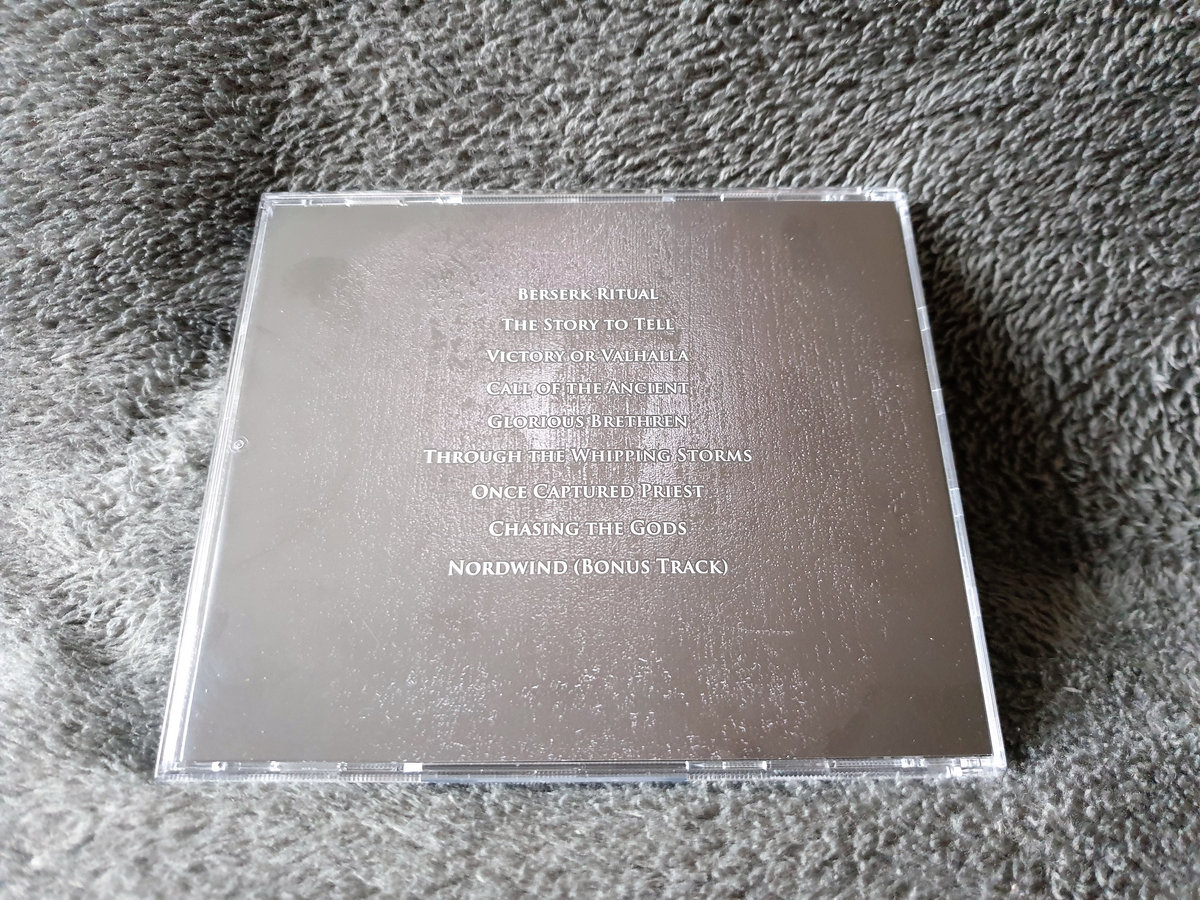 Berserk Ritual
The Story to Tell
Victory or Valhalla
Call of the Ancient
Glorious Brethren
Through the Whipping Storms
Once Captured Priest
Chasing the Gods
Nordwind (Bonus Track)